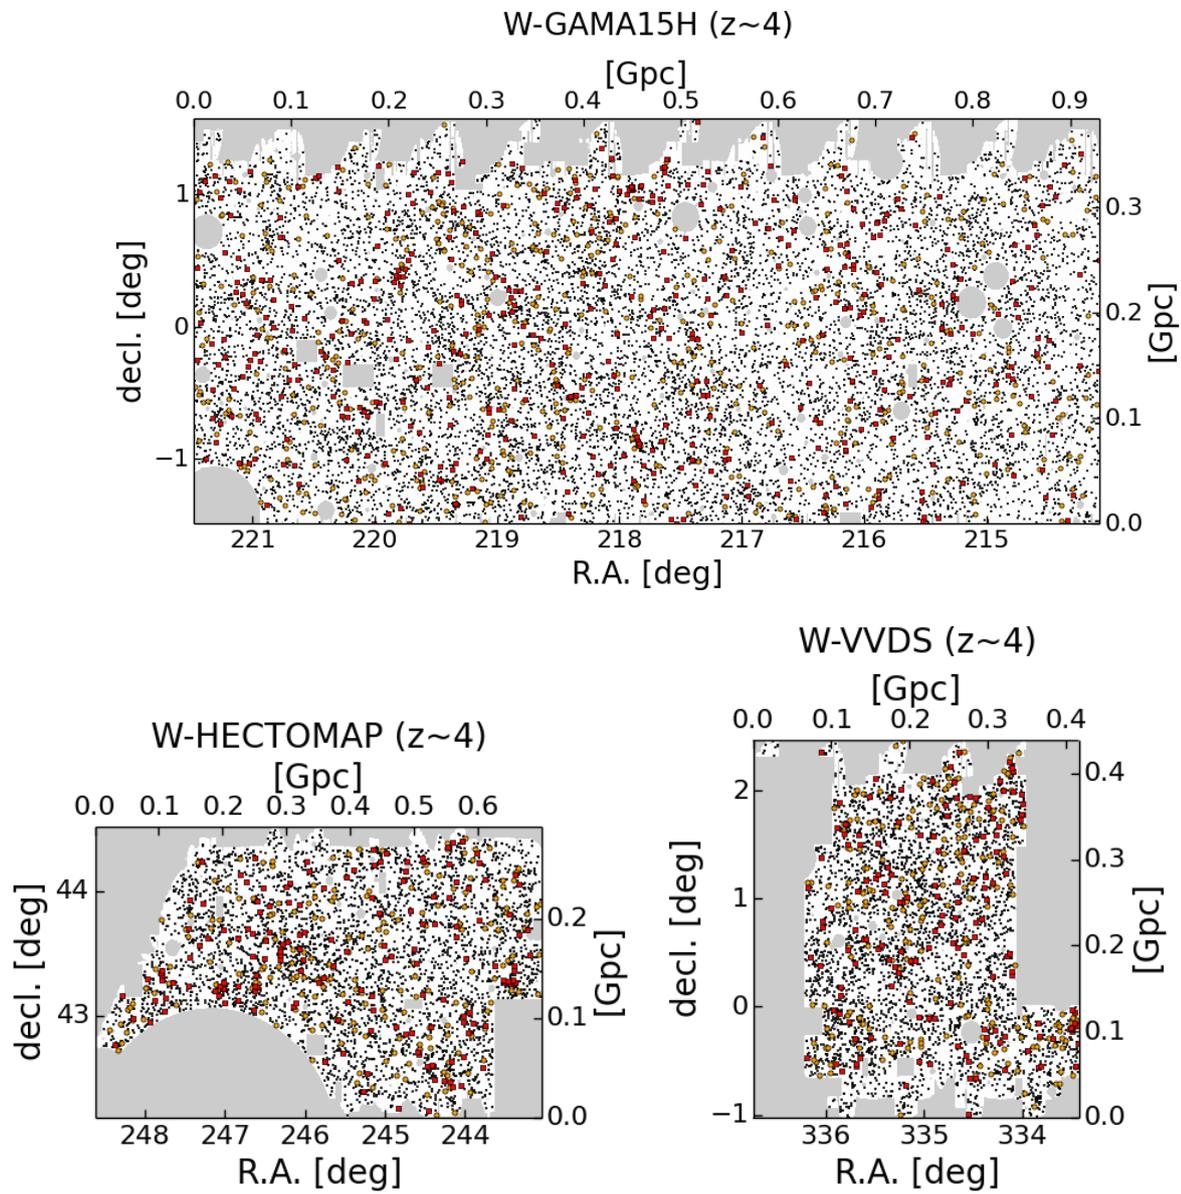 W-GAMA15H (z~4)
[Gpc]
0.0 0.1 0.2 0.3 0.4 0.5 0.6 0.7 0.8 0.9
1
0
−1
decl. [deg]
0.3
0.2
0.1
0.0
[Gpc]
221 220 219 218 217 216 215
R.A. [deg]
W-HECTOMAP (z~4)
[Gpc]
0.0 0.1 0.2 0.3 0.4 0.5 0.6
44
43
decl. [deg]
0.2
0.1
0.0
[Gpc]
248 247 246 245 244
R.A. [deg]
W-VVDS (z~4)
[Gpc]
0.0 0.1 0.2 0.3 0.4
2
1
0
−1
decl. [deg]
0.4
0.3
0.2
0.1
0.0
[Gpc]
336 335 334
R.A. [deg]